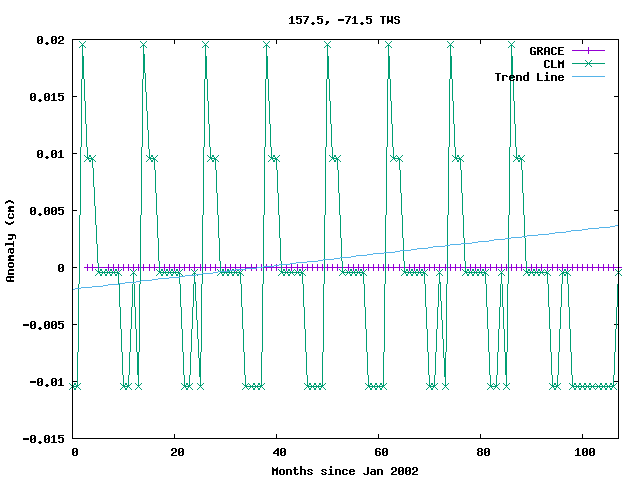 157.5, -71.5 TWS
GRACE
CLM
Trend Line
0.02
0.015
0.01
0.005
0
-0.005
-0.01
-0.015
Anomaly (cm)
0 20 40 60 80 100
Months since Jan 2002